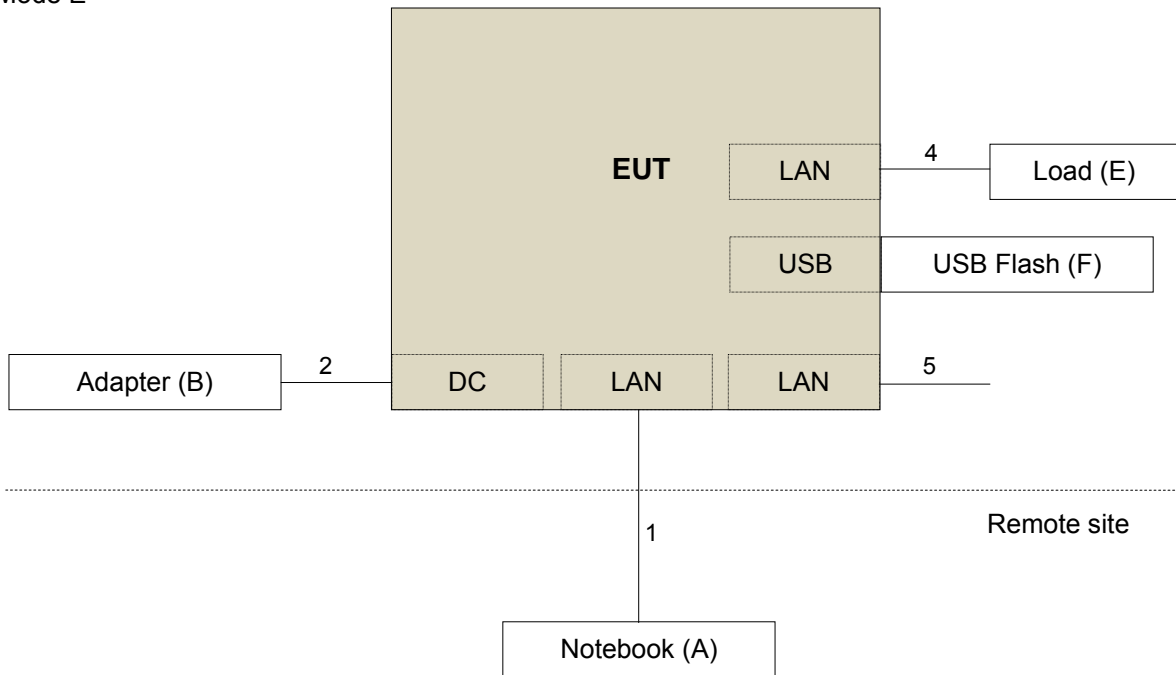 Mode E
EUT
LAN
4
Load (E)
USB
USB Flash (F)
Adapter (B)
2
DC
LAN
LAN
5
1
Remote site
Notebook (A)